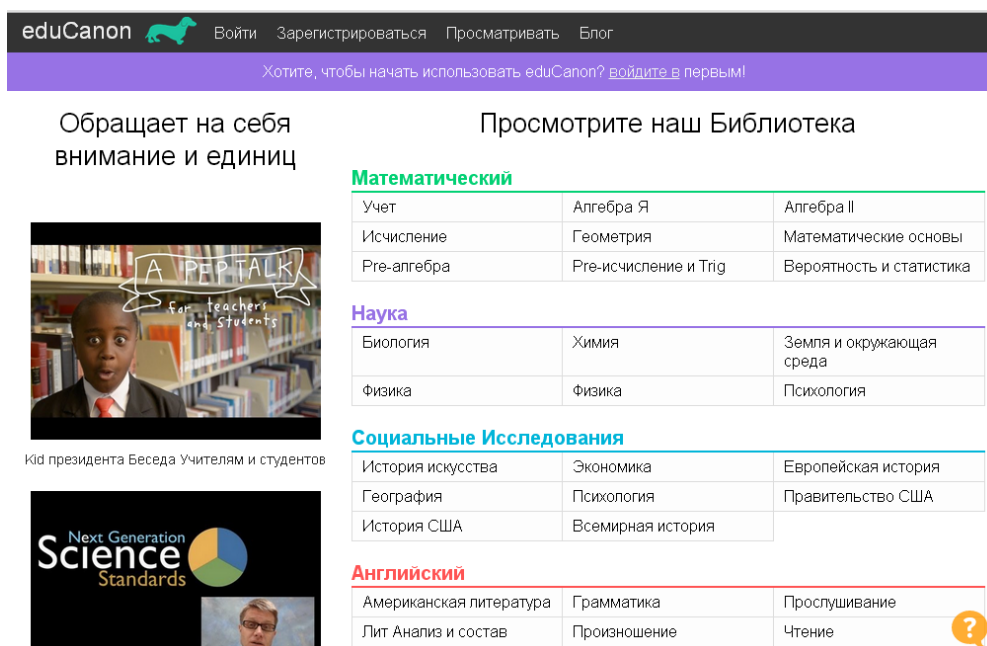 eduCanon Войти Зарегистрироваться Просматривать Блог
Хотите, чтобы начать использовать eduCanon? войдите в первым!
Обращает на себя
внимание и единиц
A PEP TALK
for teachers
and students
Kid президента Беседа Учителям и студентов
Next Generation
Science
Standards
Просмотрите наш Библиотека
Математический
Учет Алгебра Я Алгебра II
Исчисление Геометрия Математические основы
Pre-алгебра Pre-исчисление и Trig Вероятность и статистика
Наука
Биология Химия Земля и окружающая
среда
Физика Физика Психология
Социальные Исследования
История искусства Экономика Европейская история
География Психология Правительство США
История США Всемирная история
Английский
Американская литература Грамматика Прослушивание
Лит Анализ и состав Произношение Чтение
?